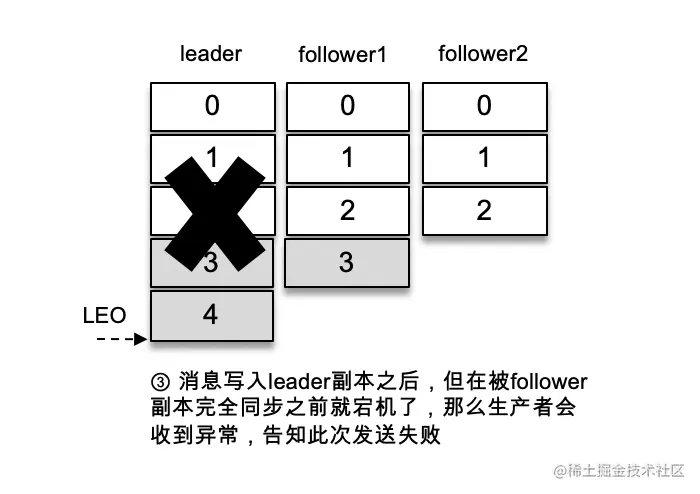 leader follower1 follower2
0 0 0
1 1 1
2 2
3 3
LEO 4
③ 消息写入leader副本之后，但在被follower
副本完全同步之前就宕机了，那么生产者会
收到异常，告知此次发送失败
@稀土掘金技术社区